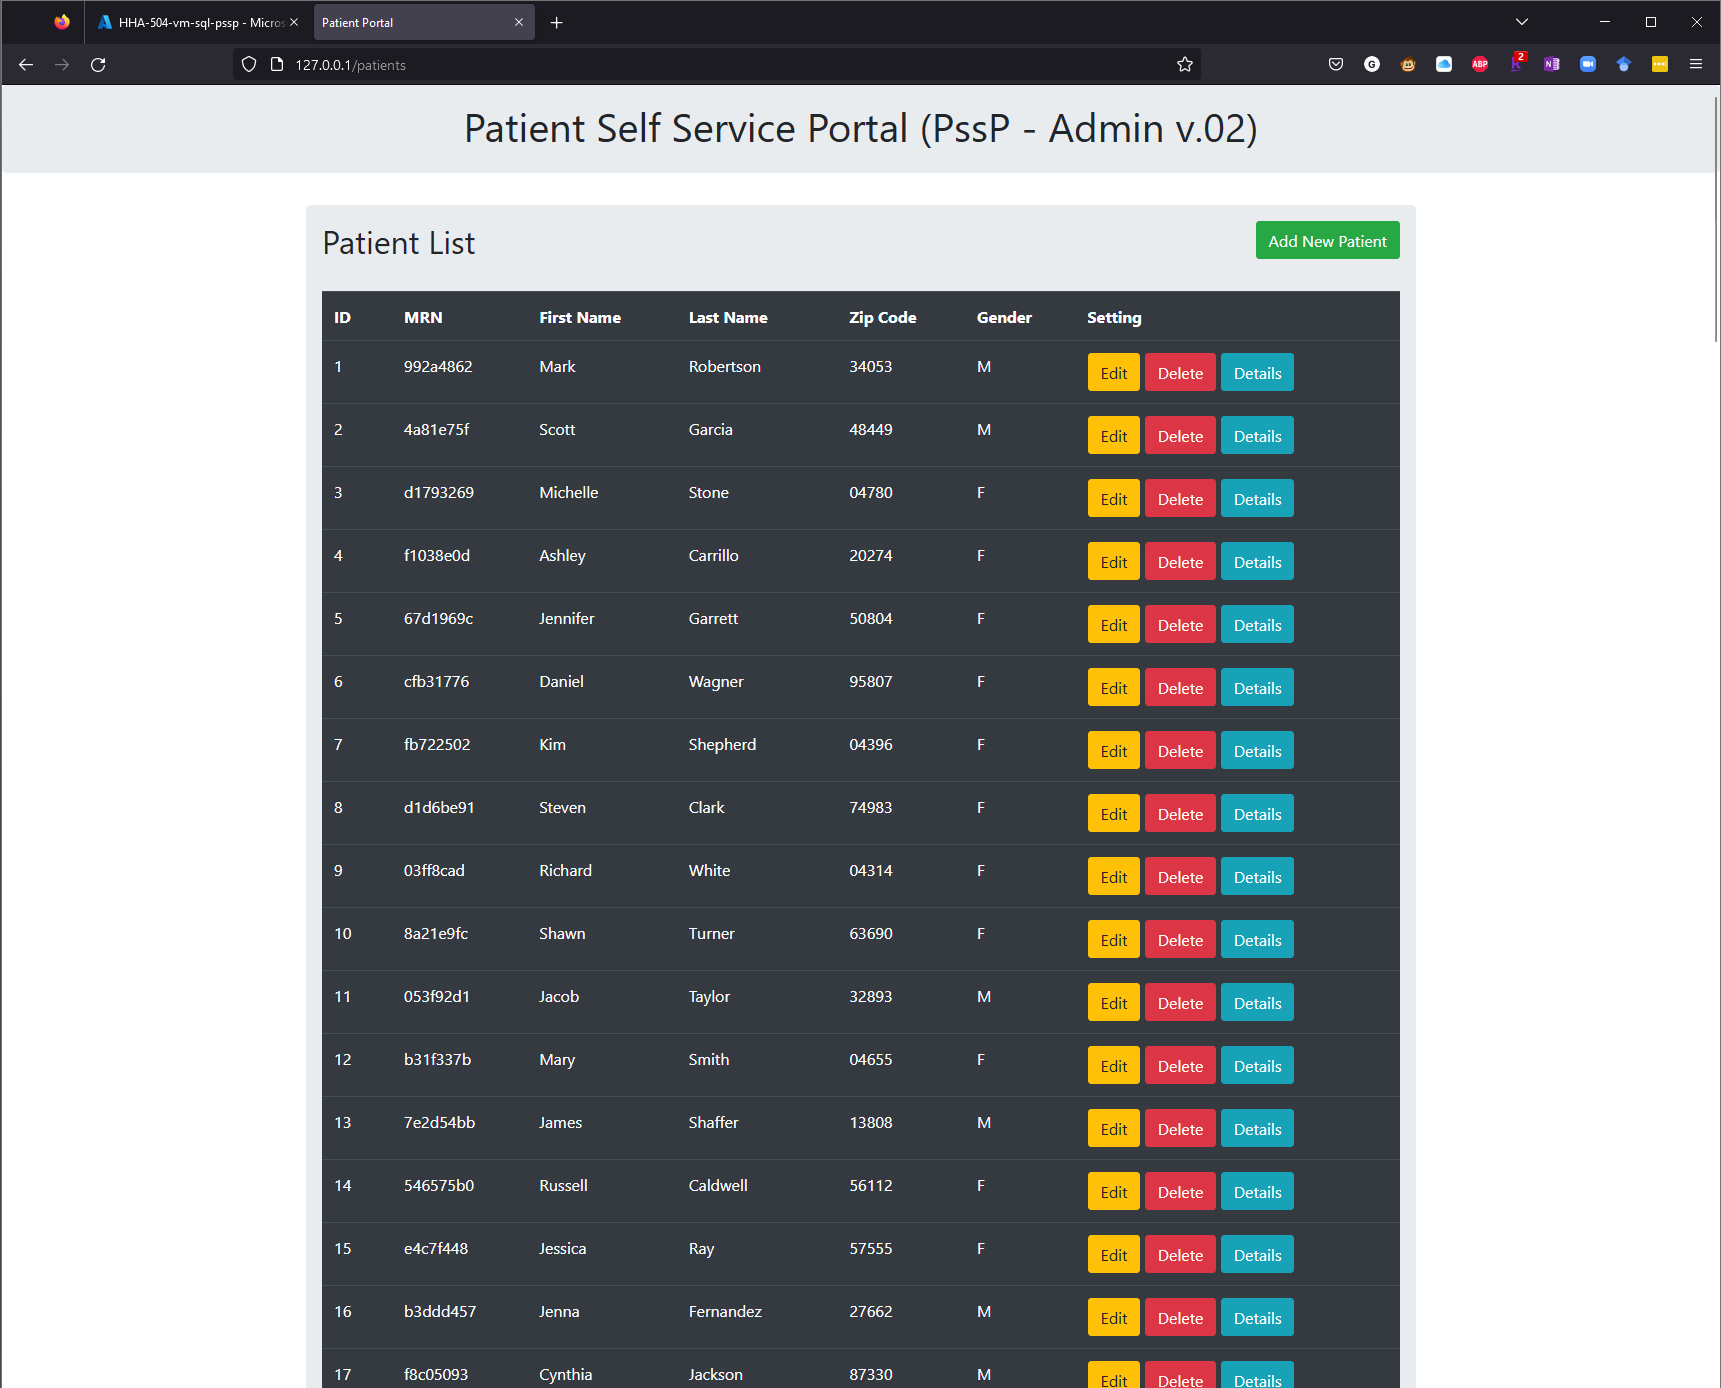 HHA-504-vm-sql-pssp - Micros
Patient Portal
127.0.0.1/patients
G
ABP
2
N
Patient Self Service Portal (PssP - Admin v.02)
Patient List
Add New Patient
ID MRN First Name Last Name Zip Code Gender Setting
1 992a4862 Mark Robertson 34053 M Edit Delete Details
2 4a81e75f Scott Garcia 48449 M Edit Delete Details
3 d1793269 Michelle Stone 04780 F Edit Delete Details
4 f1038e0d Ashley Carrillo 20274 F Edit Delete Details
5 67d1969c Jennifer Garrett 50804 F Edit Delete Details
6 cfb31776 Daniel Wagner 95807 F Edit Delete Details
7 fb722502 Kim Shepherd 04396 F Edit Delete Details
8 d1d6be91 Steven Clark 74983 F Edit Delete Details
9 03ff8cad Richard White 04314 F Edit Delete Details
10 8a21e9fc Shawn Turner 63690 F Edit Delete Details
11 053f92d1 Jacob Taylor 32893 M Edit Delete Details
12 b31f337b Mary Smith 04655 F Edit Delete Details
13 7e2d54bb James Shaffer 13808 M Edit Delete Details
14 546575b0 Russell Caldwell 56112 F Edit Delete Details
15 e4c7f448 Jessica Ray 57555 F Edit Delete Details
16 b3ddd457 Jenna Fernandez 27662 M Edit Delete Details
17 f8c05093 Cynthia Jackson 87330 M Edit Delete Details